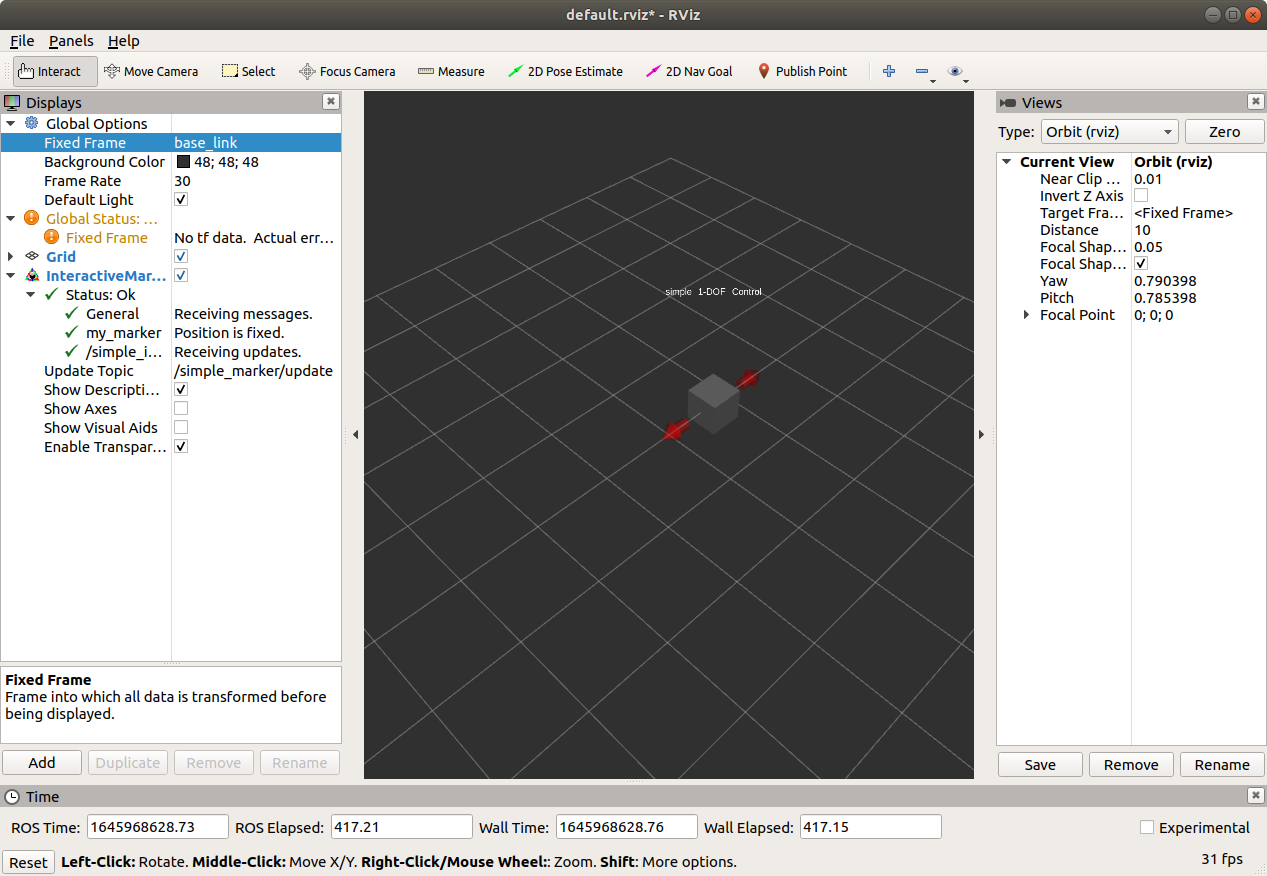 default.rviz* - RViz
File Panels Help
Interact Move Camera Select Focus Camera Measure 2D Pose Estimate 2D Nav Goal Publish Point
Displays
Global Options
Fixed Frame base_link
Background Color 48; 48; 48
Frame Rate 30
Default Light
Global Status: ...
Fixed Frame No tf data. Actual err...
Grid
InteractiveMar...
Status: Ok
General Receiving messages.
my_marker Position is fixed.
/simple_i... Receiving updates.
Update Topic /simple_marker/update
Show Descripti...
Show Axes
Show Visual Aids
Enable Transpar...
Fixed Frame
Frame into which all data is transformed before
being displayed.
Add Duplicate Remove Rename
simple 1-DOF Control
Views
Type: Orbit (rviz) Zero
Current View Orbit (rviz)
Near Clip ... 0.01
Invert Z Axis
Target Fra... <Fixed Frame>
Distance 10
Focal Shap... 0.05
Focal Shap...
Yaw 0.790398
Pitch 0.785398
Focal Point 0; 0; 0
Save Remove Rename
Time
ROS Time: 1645968628.73 ROS Elapsed: 417.21 Wall Time: 1645968628.76 Wall Elapsed: 417.15 Experimental
Reset Left-Click: Rotate. Middle-Click: Move X/Y. Right-Click/Mouse Wheel:: Zoom. Shift: More options. 31 fps